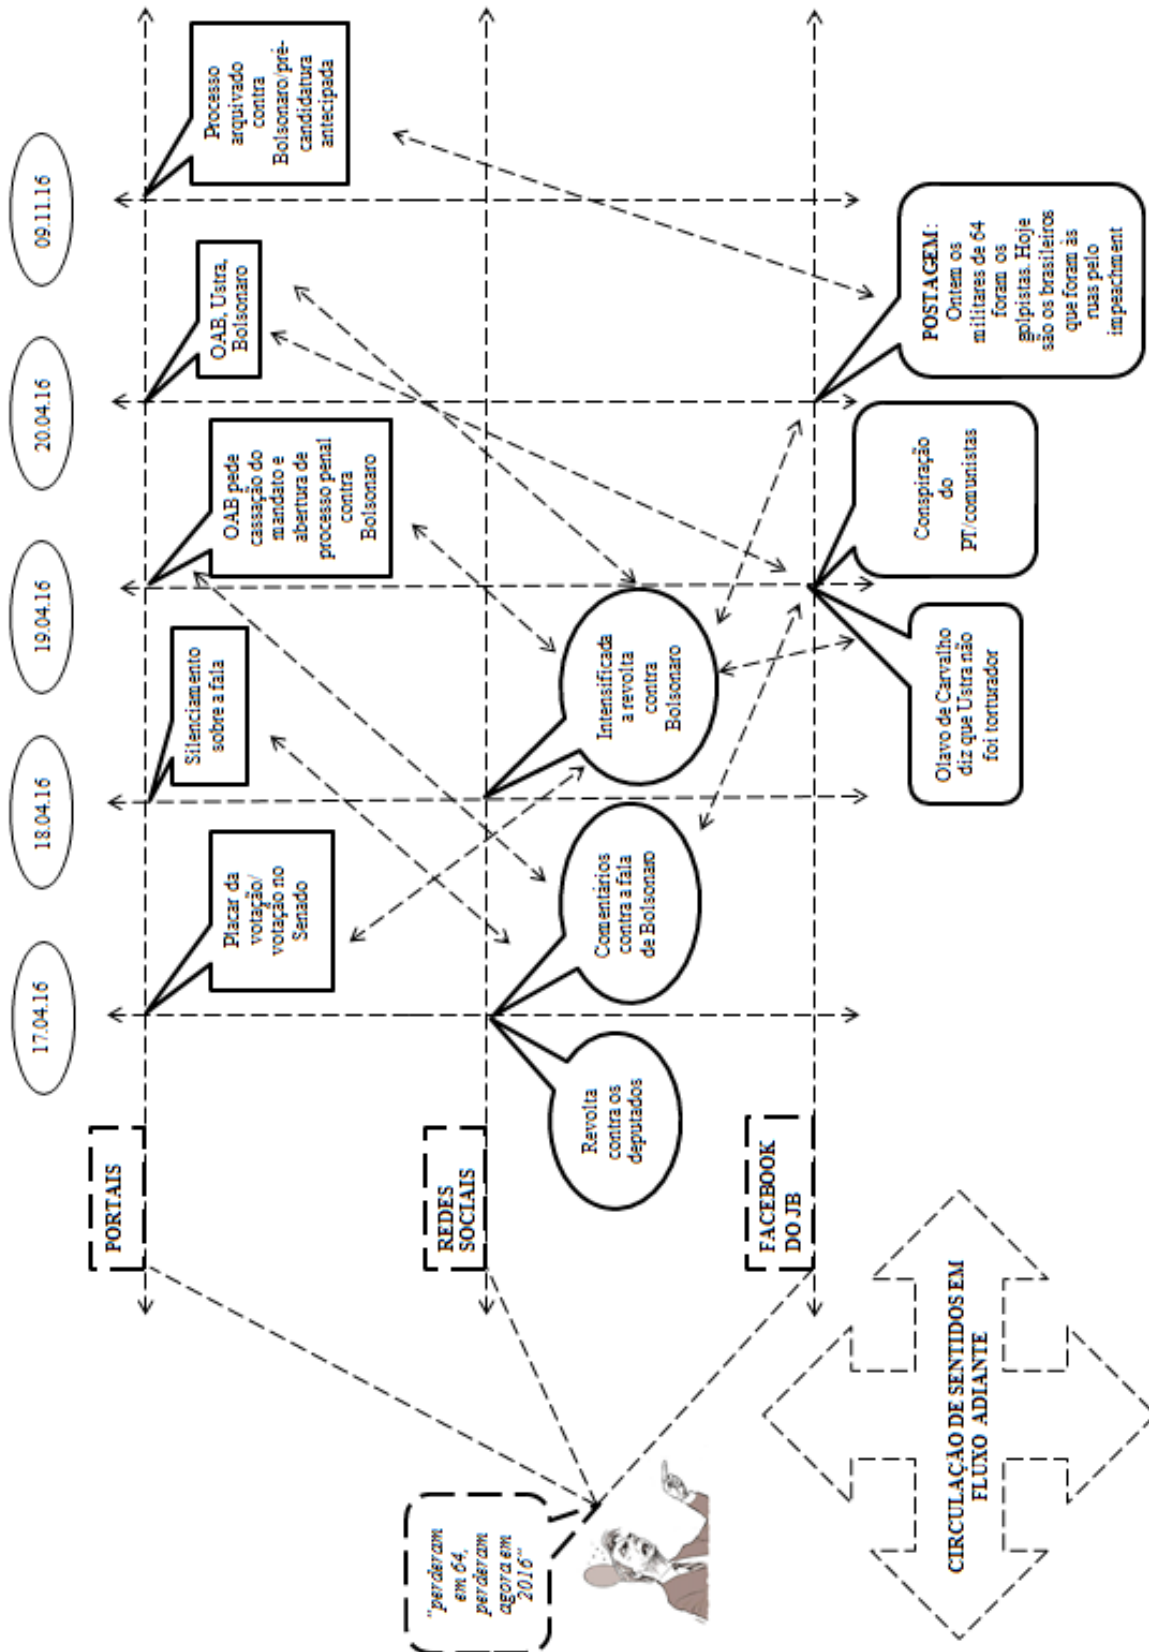 17.04.16
18.04.16
19.04.16
20.04.16
09.11.16
PORTAIS
Placar da
votação/
votação no
Senado
Silenciamento
sobre a fala
OAB pede
cassação do
mandato e
abertura de
processo penal
contra
Bolsonaro
OAB, Ustra,
Bolsonaro
Processo
arquivado
contra
Bolsonaro/pré-
candidatura
antecipada
"perderam
em 64,
perderam
agora em
2016"
REDES
SOCIAIS
Revolta
contra os
deputados
Comentários
contra a fala
de Bolsonaro
Intensificada
a revolta
contra
Bolsonaro
FACEBOOK
DO JB
Olavo de Carvalho
diz que Ustra não
foi torturador
Conspiração
do
PT/comunistas
POSTAGEM:
Ontem os
militares de 64
foram os
golpistas. Hoje
são os brasileiros
que foram às
ruas pelo
impeachment
CIRCULAÇÃO DE SENTIDOS EM
FLUXO ADIANTE